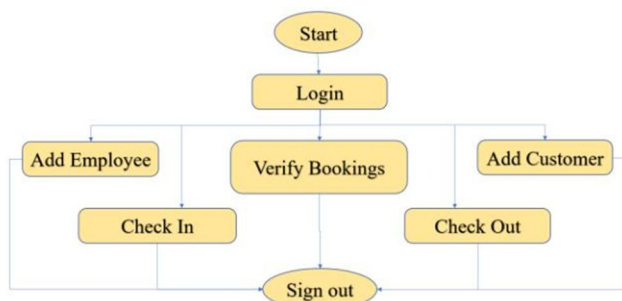 Start
Login
Add Employee
Verify Bookings
Add Customer
Check In
Check Out
Sign out